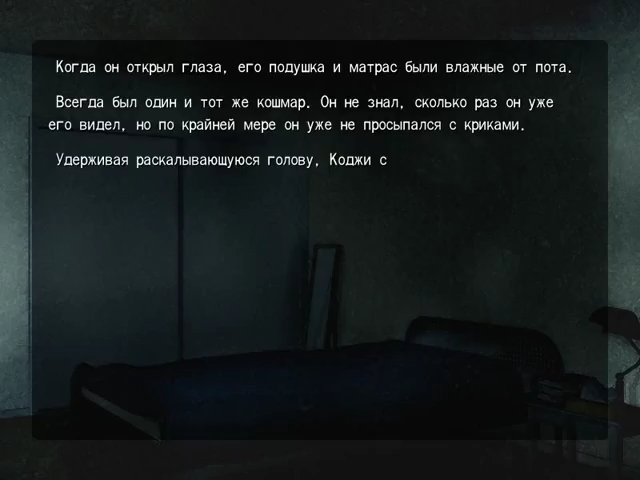 Когда он открыл глаза, его подушка и матрас были влажные от пота.
Всегда был один и тот же кошмар. Он не знал, сколько раз он уже
его видел, но по крайней мере он уже не просыпался с криками.
Удерживая раскалывающуюся голову, Коджи с